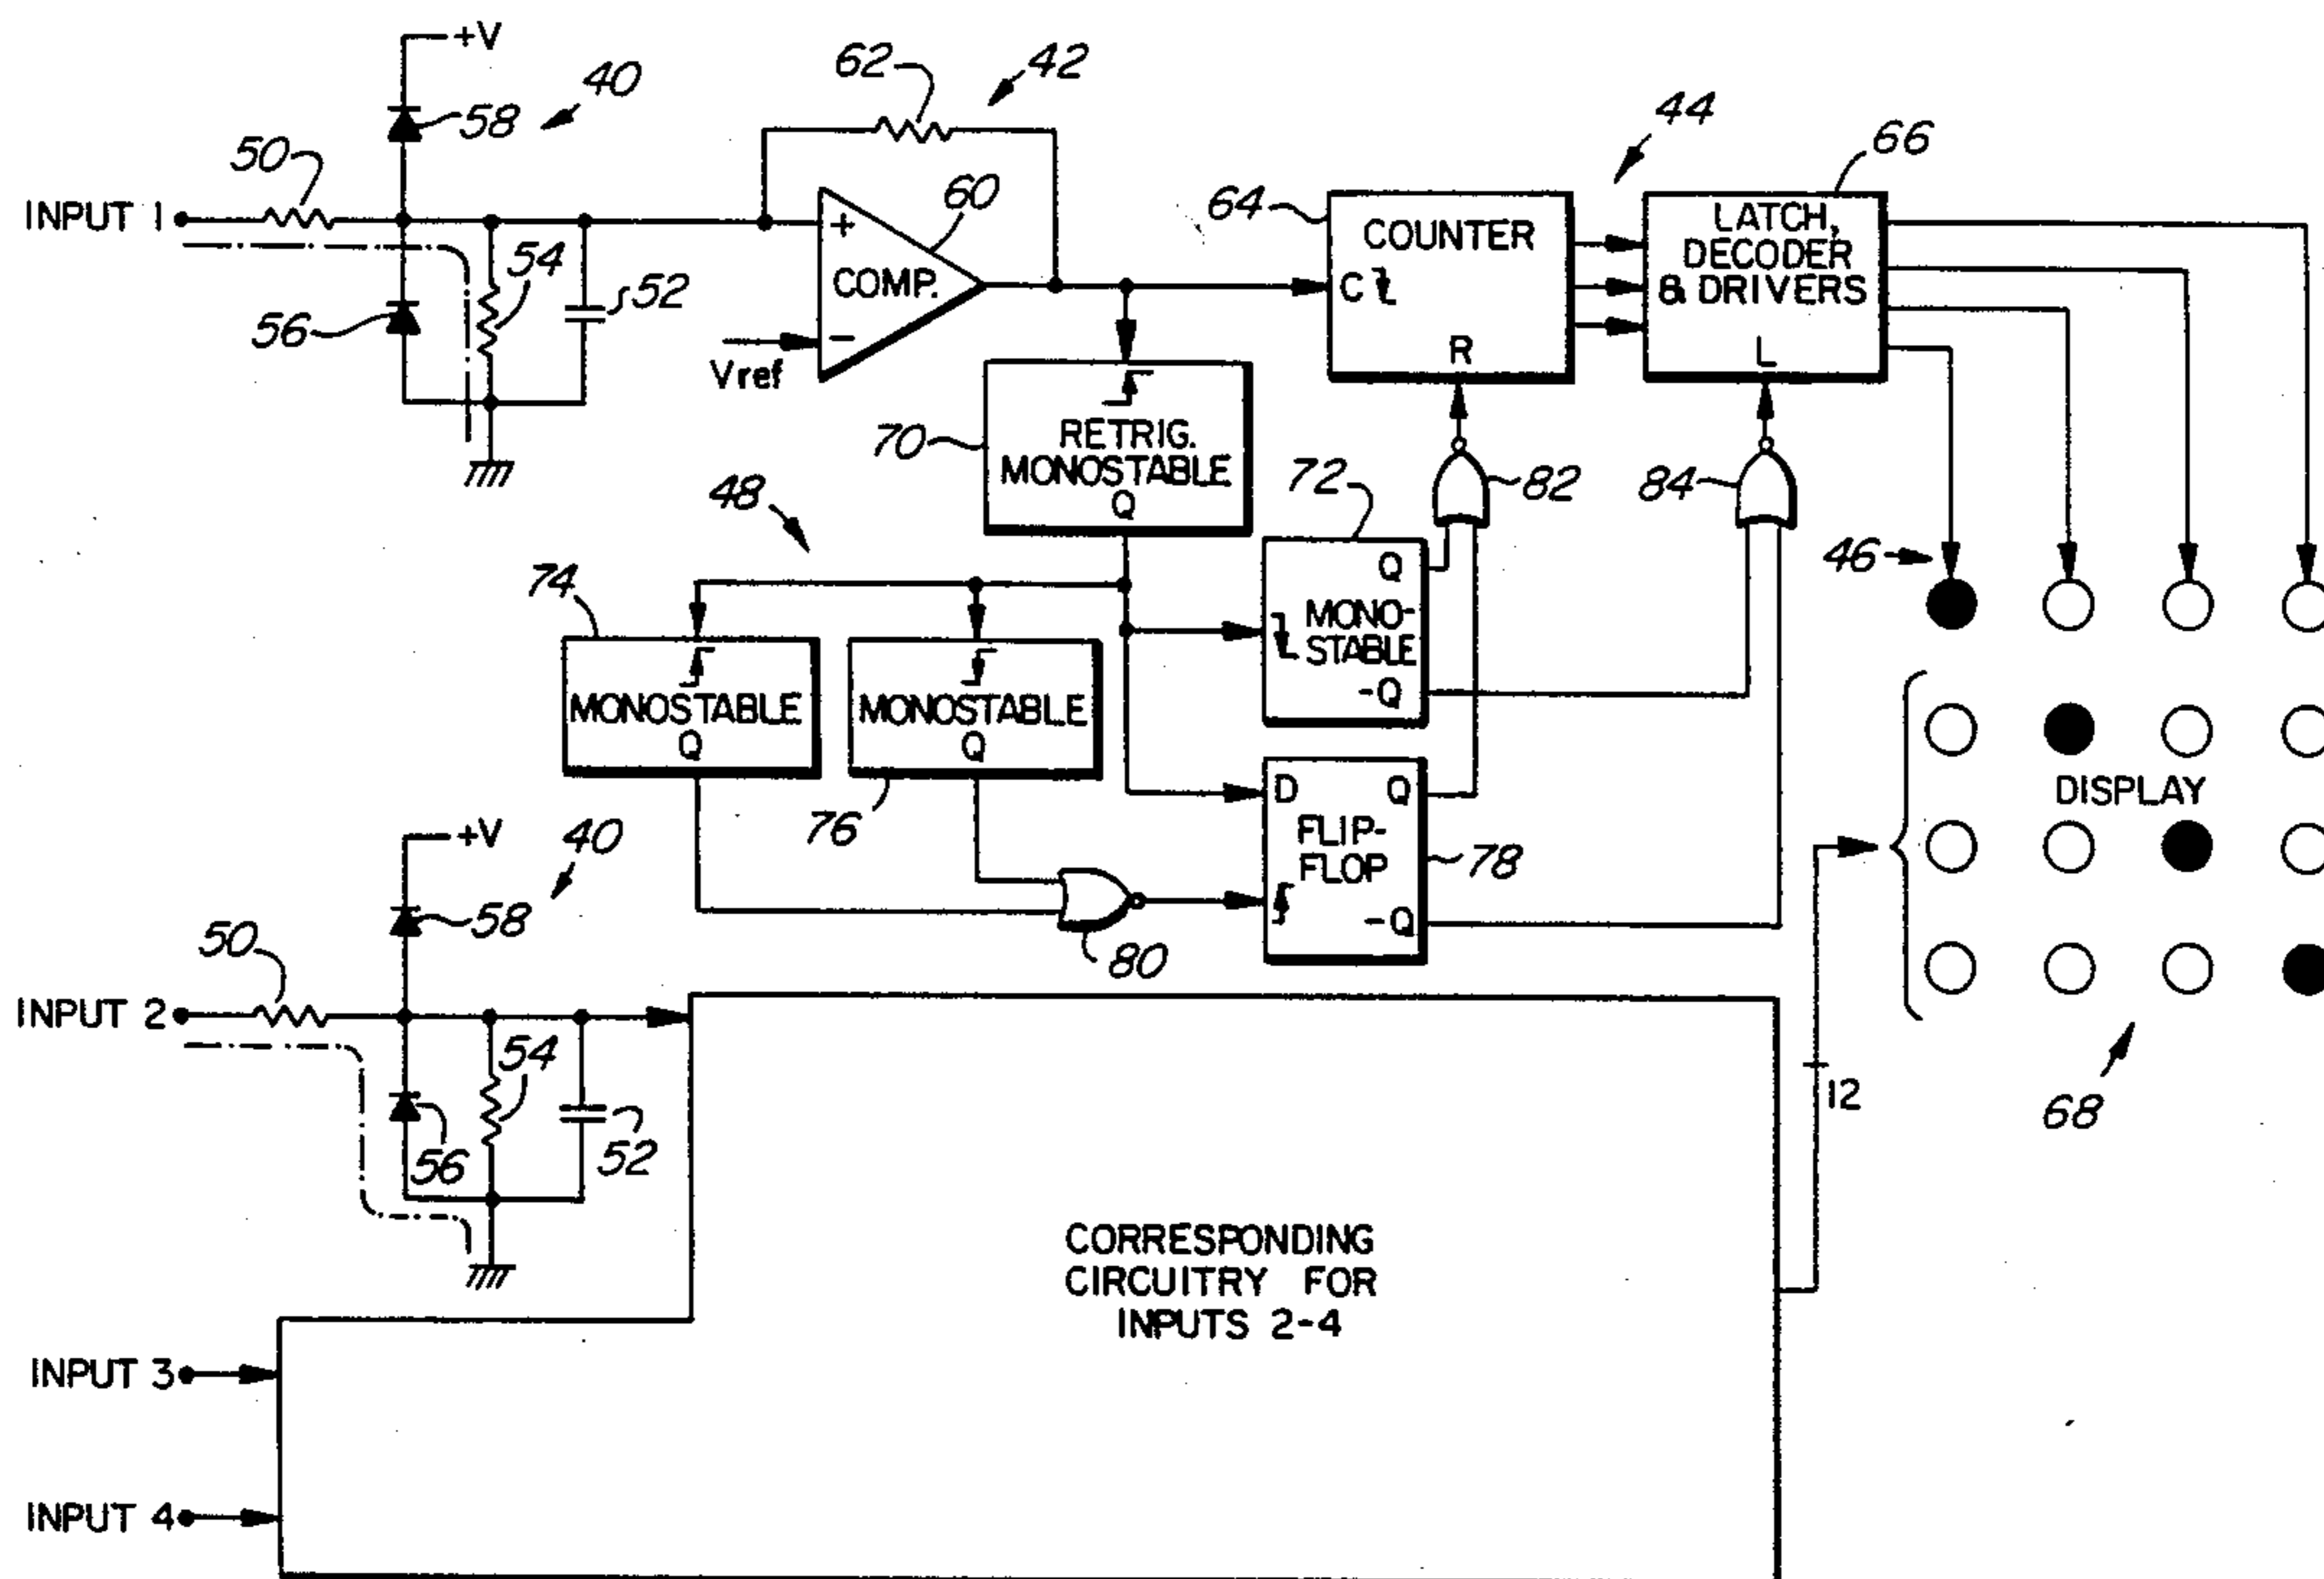 +V
62
42
40
58
44
66
50
INPUT 1
60
64
COUNTER
LATCH,
DECODER
& DRIVERS
54
52
+
COMP.
C
56
Vref
−
R
L
70
RETRIG.
MONOSTABLE
Q
48
72
82
84
46
74
Q
MONO-
STABLE
-Q
MONOSTABLE
Q
MONOSTABLE
Q
76
D
Q
FLIP-
FLOP
-Q
78
DISPLAY
80
+V
40
58
50
INPUT 2
54
52
56
12
68
CORRESPONDING
CIRCUITRY FOR
INPUTS 2-4
INPUT 3
INPUT 4